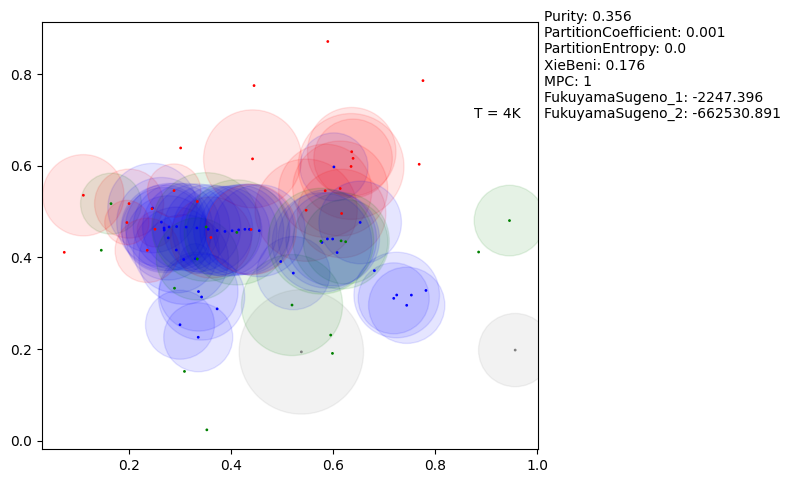 Purity: 0.356
PartitionCoefficient: 0.001
PartitionEntropy: 0.0
XieBeni: 0.176
MPC: 1
FukuyamaSugeno_1: -2247.396
FukuyamaSugeno_2: -662530.891
T = 4K
0.8
0.6
0.4
0.2
0.0
0.2 0.4 0.6 0.8 1.0